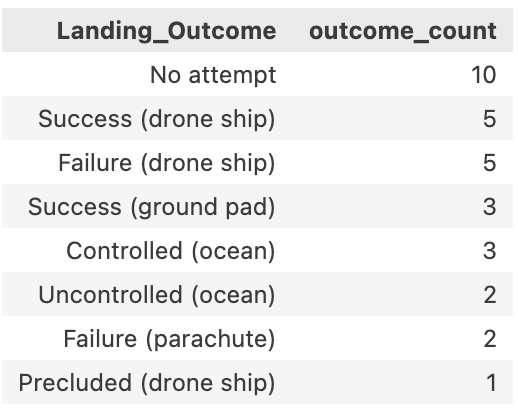 Landing_Outcome outcome_count
No attempt 10
Success (drone ship) 5
Failure (drone ship) 5
Success (ground pad) 3
Controlled (ocean) 3
Uncontrolled (ocean) 2
Failure (parachute) 2
Precluded (drone ship) 1